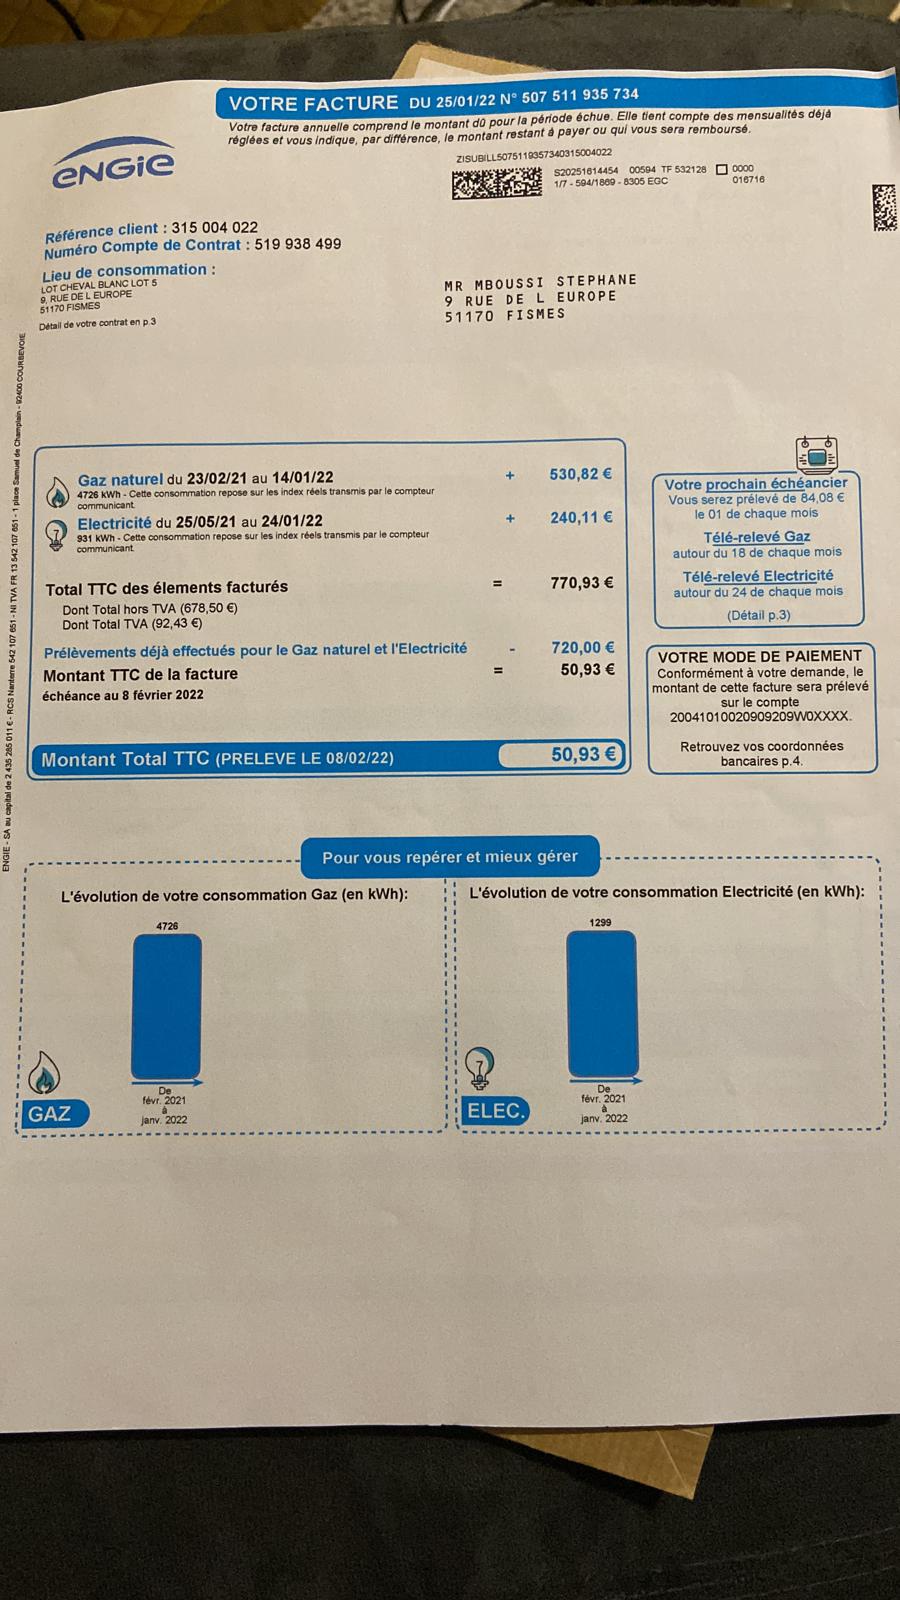 VOTRE FACTURE DU 25/01/22 N° 507 511 935 734
Votre facture annuelle comprend le montant dû pour la période échue. Elle tient compte des mensualités déjà
réglées et vous indique, par différence, le montant restant à payer ou qui vous sera remboursé.
ENGIE
ZISUBILL5075119357340315004022
S20251614454 00594 TF 532128 0000
1/7 - 594/1869 - 8305 EGC 016716
Référence client : 315 004 022
Numéro Compte de Contrat : 519 938 499
Lieu de consommation :
LOT CHEVAL BLANC LOT 5
9, RUE DE L EUROPE
51170 FISMES
Détail de votre contrat en p.3
MR MBOUSSI STEPHANE
9 RUE DE L EUROPE
51170 FISMES
ENGIE - SA au capital de 2 435 285 011 € - RCS Nanterre 542 107 651 - NI TVA FR 13 542 107 651 - 1 place Samuel de Champlain - 92400 COURBEVOIE
Gaz naturel du 23/02/21 au 14/01/22 + 530,82 €
4726 kWh - Cette consommation repose sur les index réels transmis par le compteur
communicant.
Electricité du 25/05/21 au 24/01/22 + 240,11 €
931 kWh - Cette consommation repose sur les index réels transmis par le compteur
communicant.
Total TTC des élements facturés = 770,93 €
Dont Total hors TVA (678,50 €)
Dont Total TVA (92,43 €)
Prélèvements déjà effectués pour le Gaz naturel et l'Electricité - 720,00 €
Montant TTC de la facture = 50,93 €
échéance au 8 février 2022
Montant Total TTC (PRELEVE LE 08/02/22) 50,93 €
Votre prochain échéancier
Vous serez prélevé de 84,08 €
le 01 de chaque mois
Télé-relevé Gaz
autour du 18 de chaque mois
Télé-relevé Electricité
autour du 24 de chaque mois
(Détail p.3)
VOTRE MODE DE PAIEMENT
Conformément à votre demande, le
montant de cette facture sera prélevé
sur le compte
20041010020909209W0XXXX.
Retrouvez vos coordonnées
bancaires p.4.
Pour vous repérer et mieux gérer
L'évolution de votre consommation Gaz (en kWh):
4726
De
févr. 2021
à
janv. 2022
GAZ
L'évolution de votre consommation Electricité (en kWh):
1299
De
févr. 2021
à
janv. 2022
ELEC.